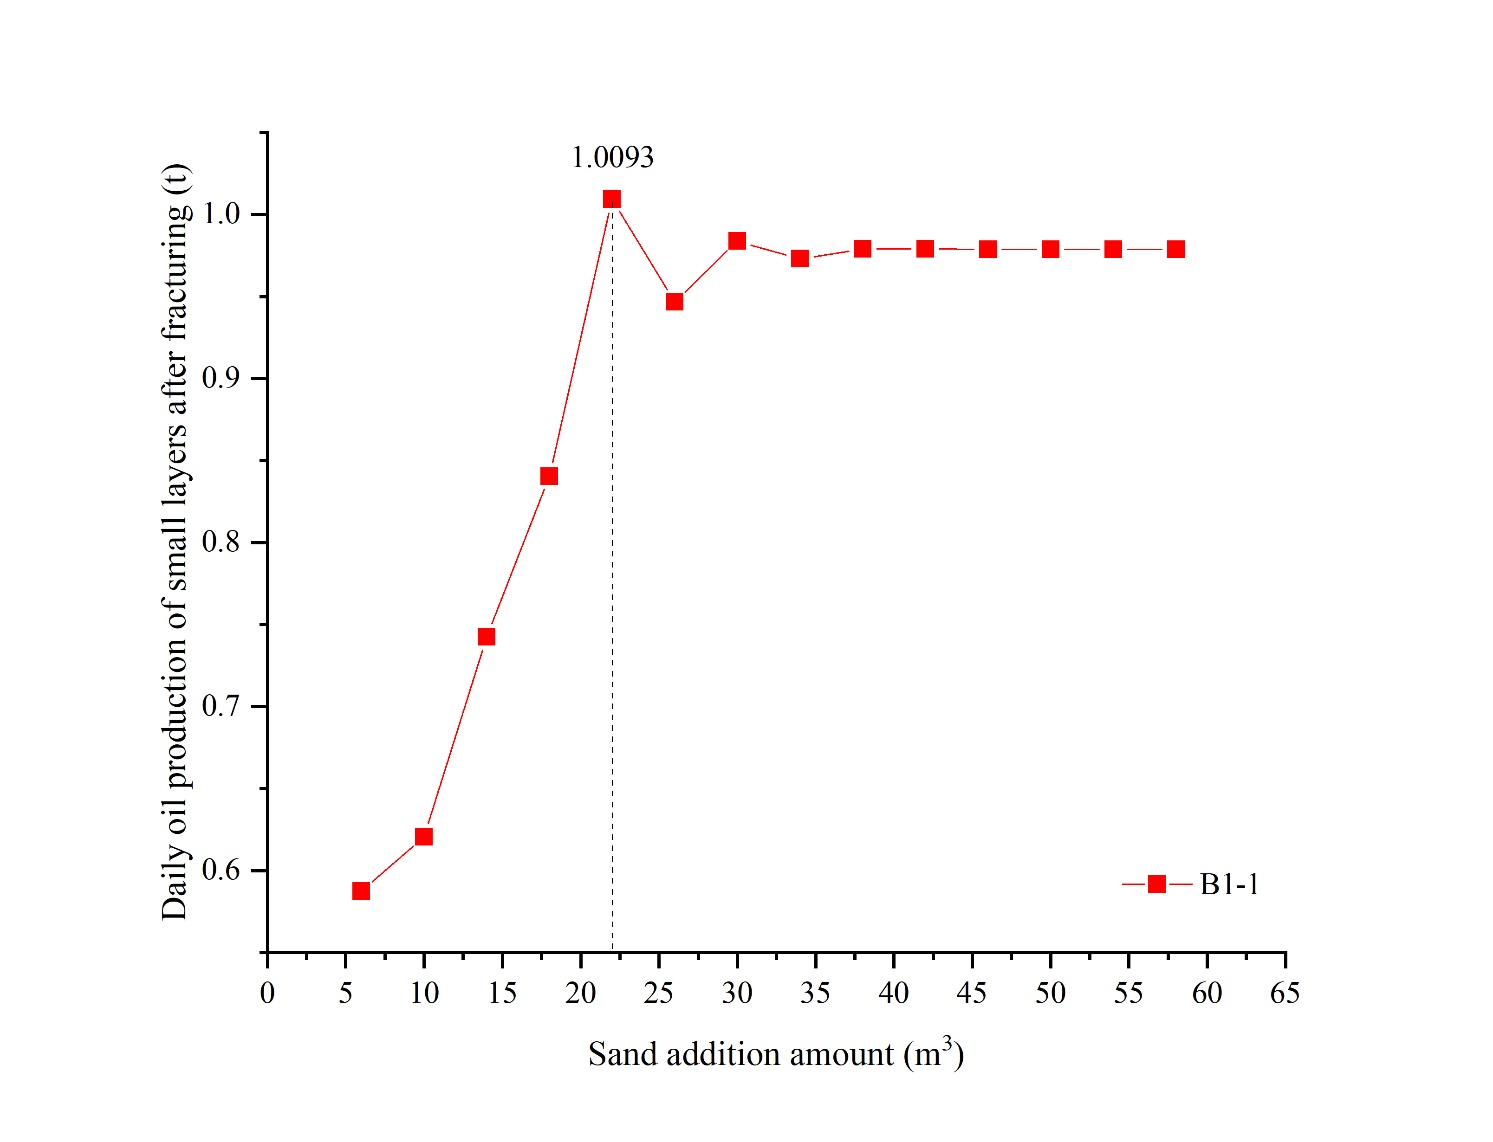 1.0093
Daily oil production of small layers after fracturing (t)
1.0
0.9
0.8
0.7
0.6
B1-1
0 5 10 15 20 25 30 35 40 45 50 55 60 65
Sand addition amount (m³)